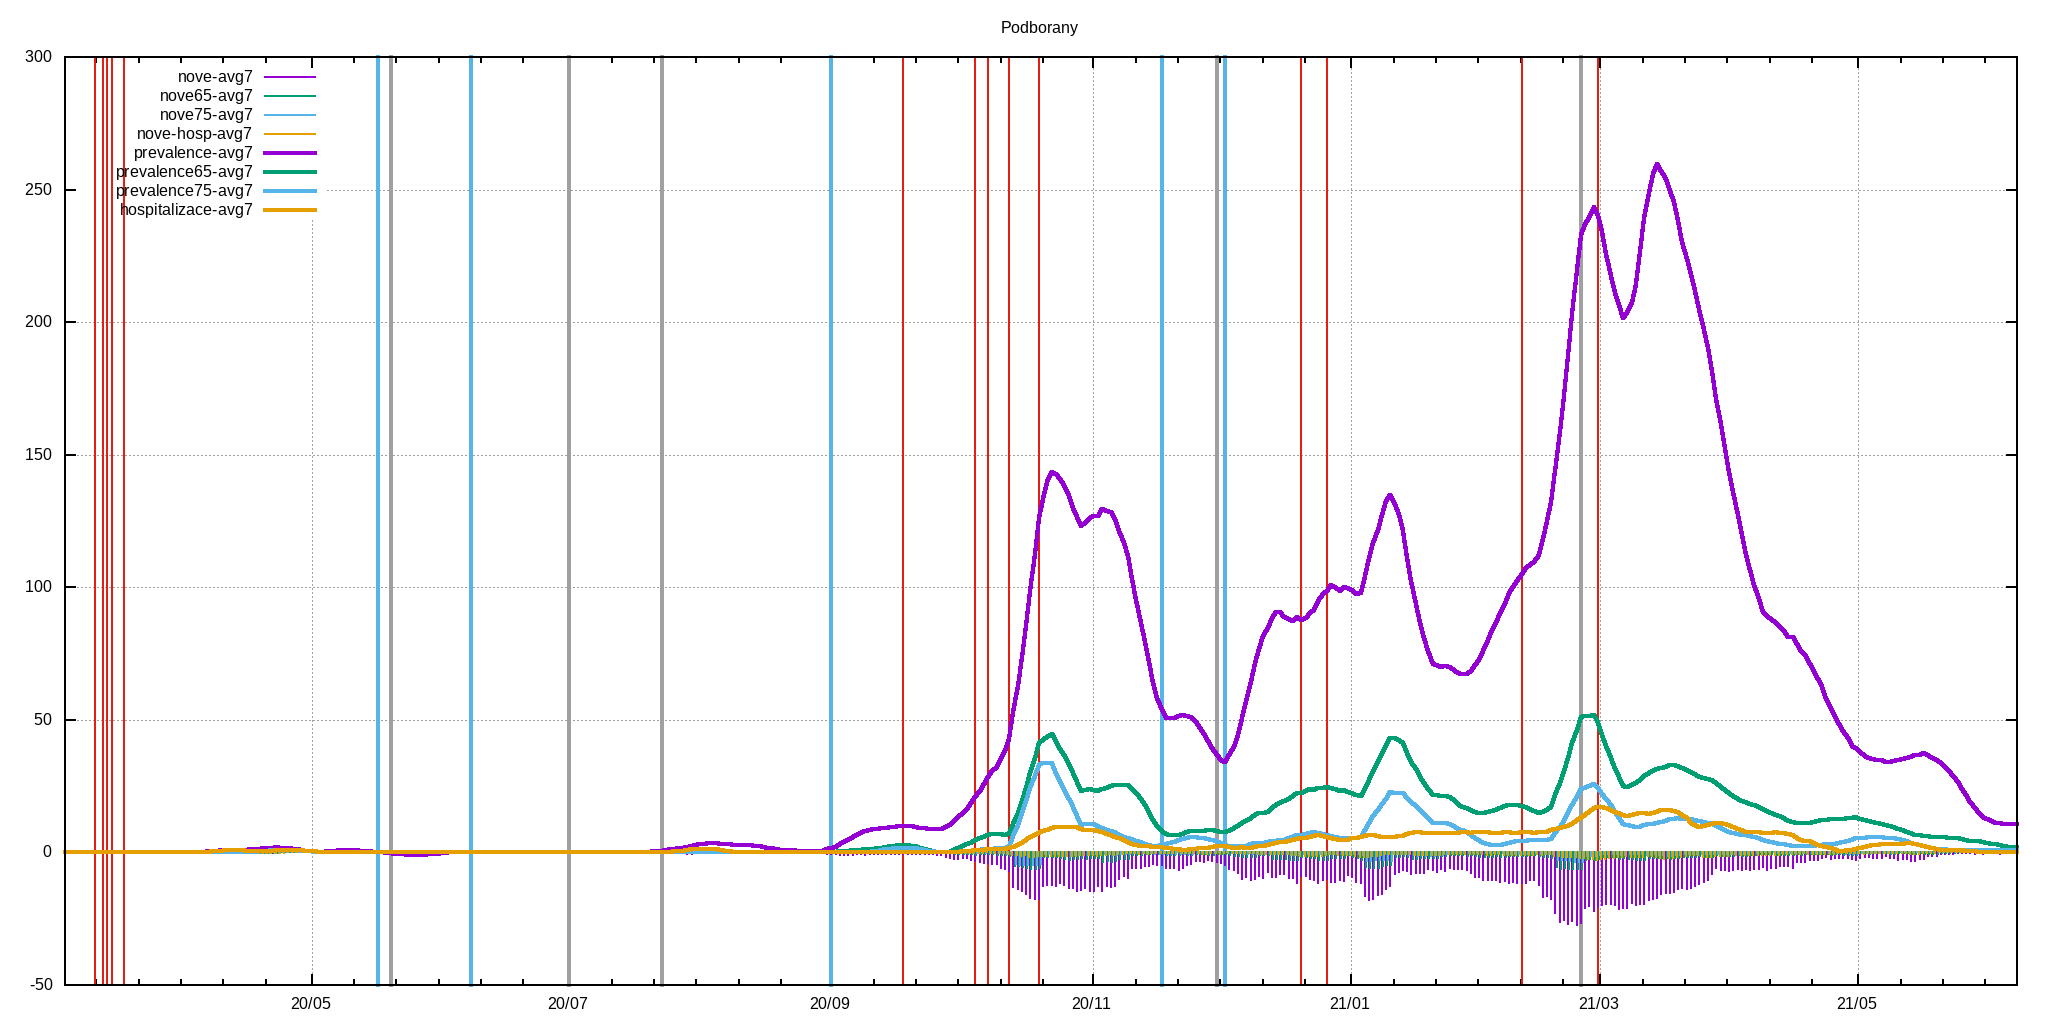 Podborany
300
250
200
150
100
50
0
-50
nove-avg7
nove65-avg7
nove75-avg7
nove-hosp-avg7
prevalence-avg7
prevalence65-avg7
prevalence75-avg7
hospitalizace-avg7
20/05
20/07
20/09
20/11
21/01
21/03
21/05